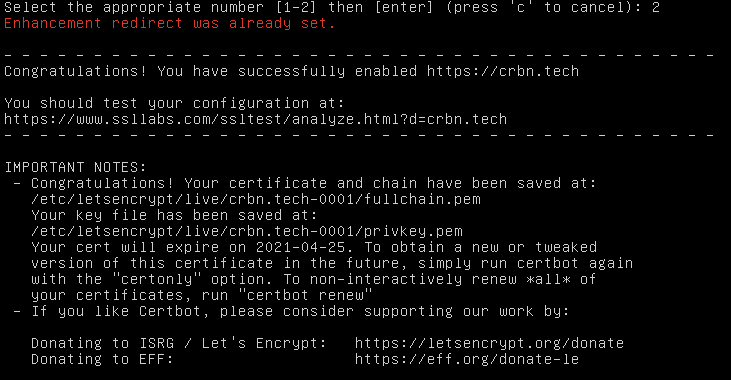 Select the appropriate number [1-2] then [enter] (press 'c' to cancel): 2
Enhancement redirect was already set.
- - - - - - - - - - - - - - - - - - - - - - - - - - - - - - - - - - - - - - - -
Congratulations! You have successfully enabled https://crbn.tech
You should test your configuration at:
https://www.ssllabs.com/ssltest/analyze.html?d=crbn.tech
- - - - - - - - - - - - - - - - - - - - - - - - - - - - - - - - - - - - - - - -
IMPORTANT NOTES:
 - Congratulations! Your certificate and chain have been saved at:
   /etc/letsencrypt/live/crbn.tech-0001/fullchain.pem
   Your key file has been saved at:
   /etc/letsencrypt/live/crbn.tech-0001/privkey.pem
   Your cert will expire on 2021-04-25. To obtain a new or tweaked
   version of this certificate in the future, simply run certbot again
   with the "certonly" option. To non-interactively renew *all* of
   your certificates, run "certbot renew"
 - If you like Certbot, please consider supporting our work by:
   Donating to ISRG / Let's Encrypt:   https://letsencrypt.org/donate
   Donating to EFF:                    https://eff.org/donate-le